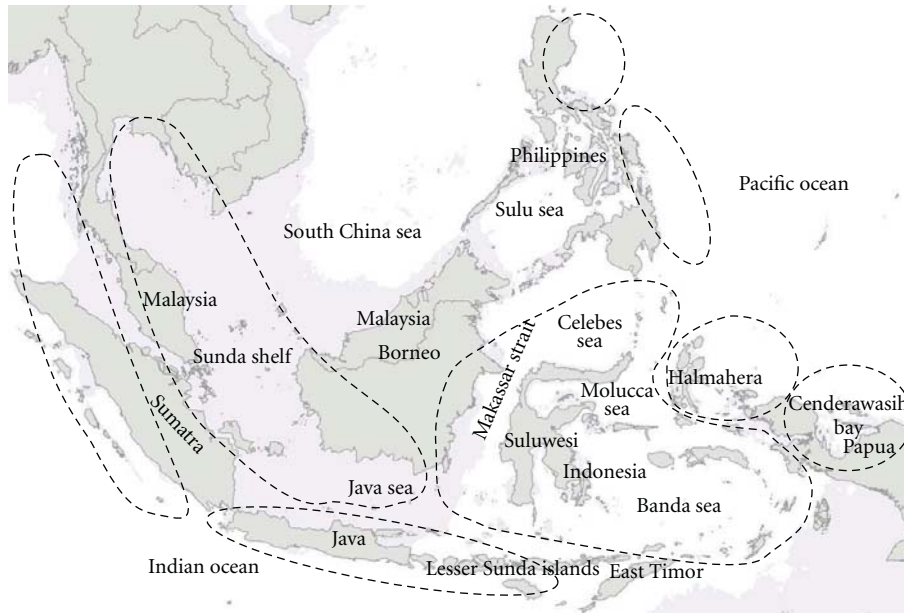 Philippines
Pacific ocean
Sulu sea
South China sea
Malaysia
Malaysia
Celebes
sea
Makassar strait
Sunda shelf
Borneo
Halmahera
Molucca
sea
Cenderawasih
bay
Papua
Sumatra
Suluwesi
Indonesia
Java sea
Banda sea
Java
Indian ocean
Lesser Sunda islands
East Timor